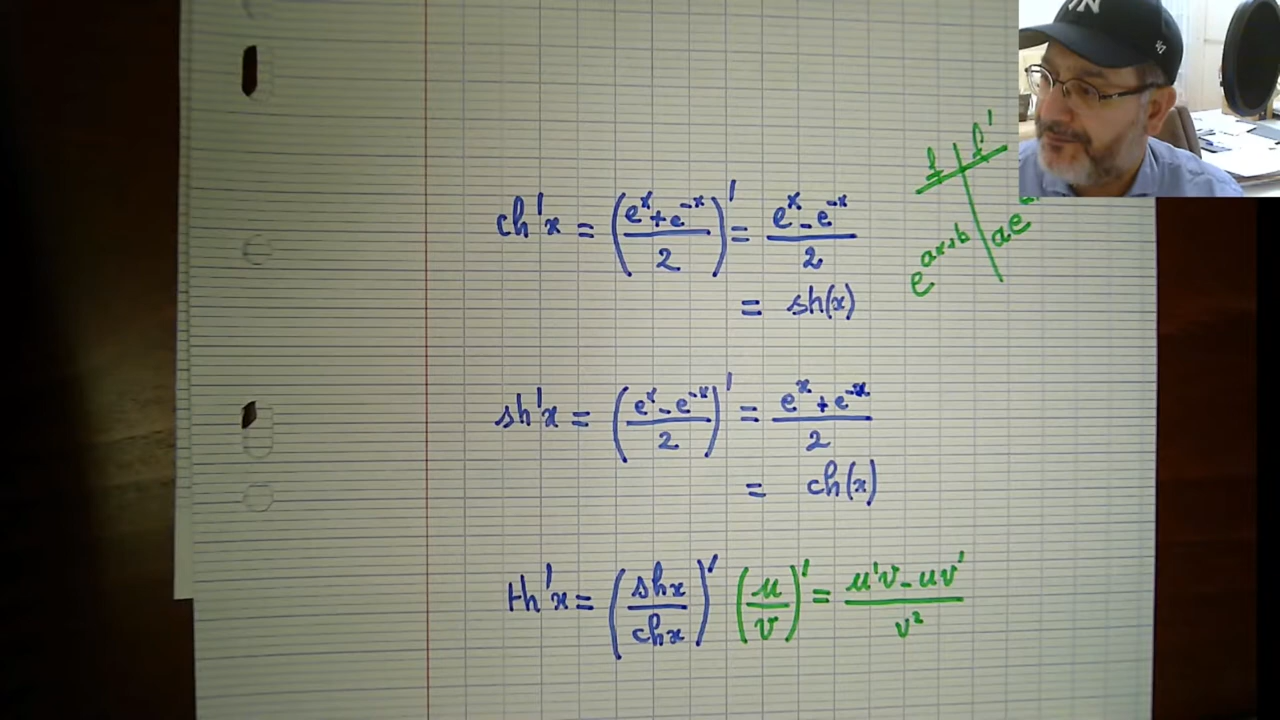 f | f'
ch'x = (e^x + e^-x / 2)' = e^x - e^-x / 2
e^ax+b | ae
= sh(x)
sh'x = (e^x - e^-x / 2)' = e^x + e^-x / 2
= ch(x)
th'x = (shx / chx)' (u / v)' = u'v - uv' / v²